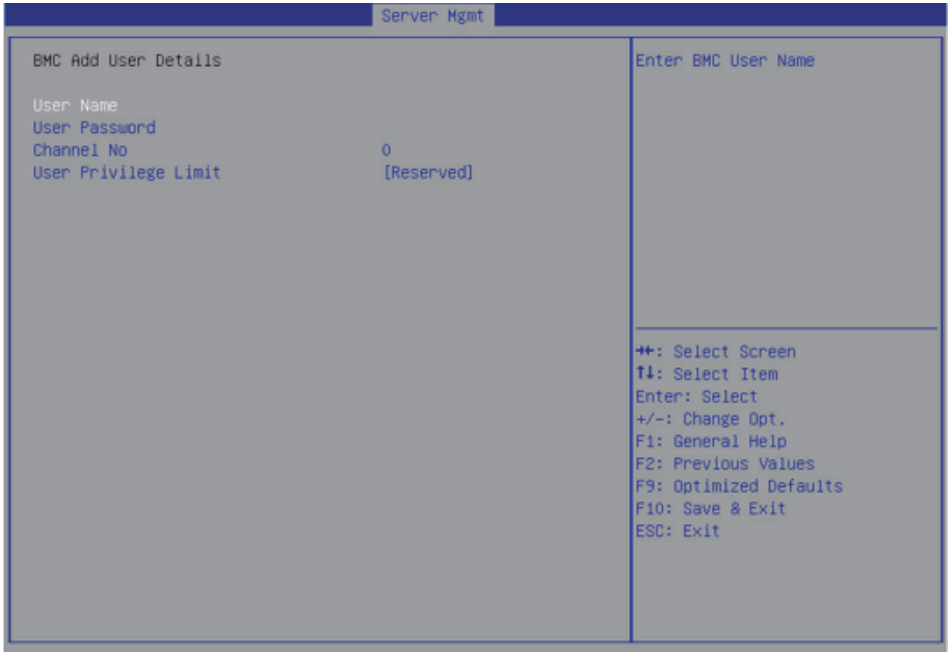 Server Mgmt
BMC Add User Details
User Name
User Password
Channel No 0
User Privilege Limit [Reserved]
Enter BMC User Name
→←: Select Screen
↑↓: Select Item
Enter: Select
+/-: Change Opt.
F1: General Help
F2: Previous Values
F9: Optimized Defaults
F10: Save & Exit
ESC: Exit